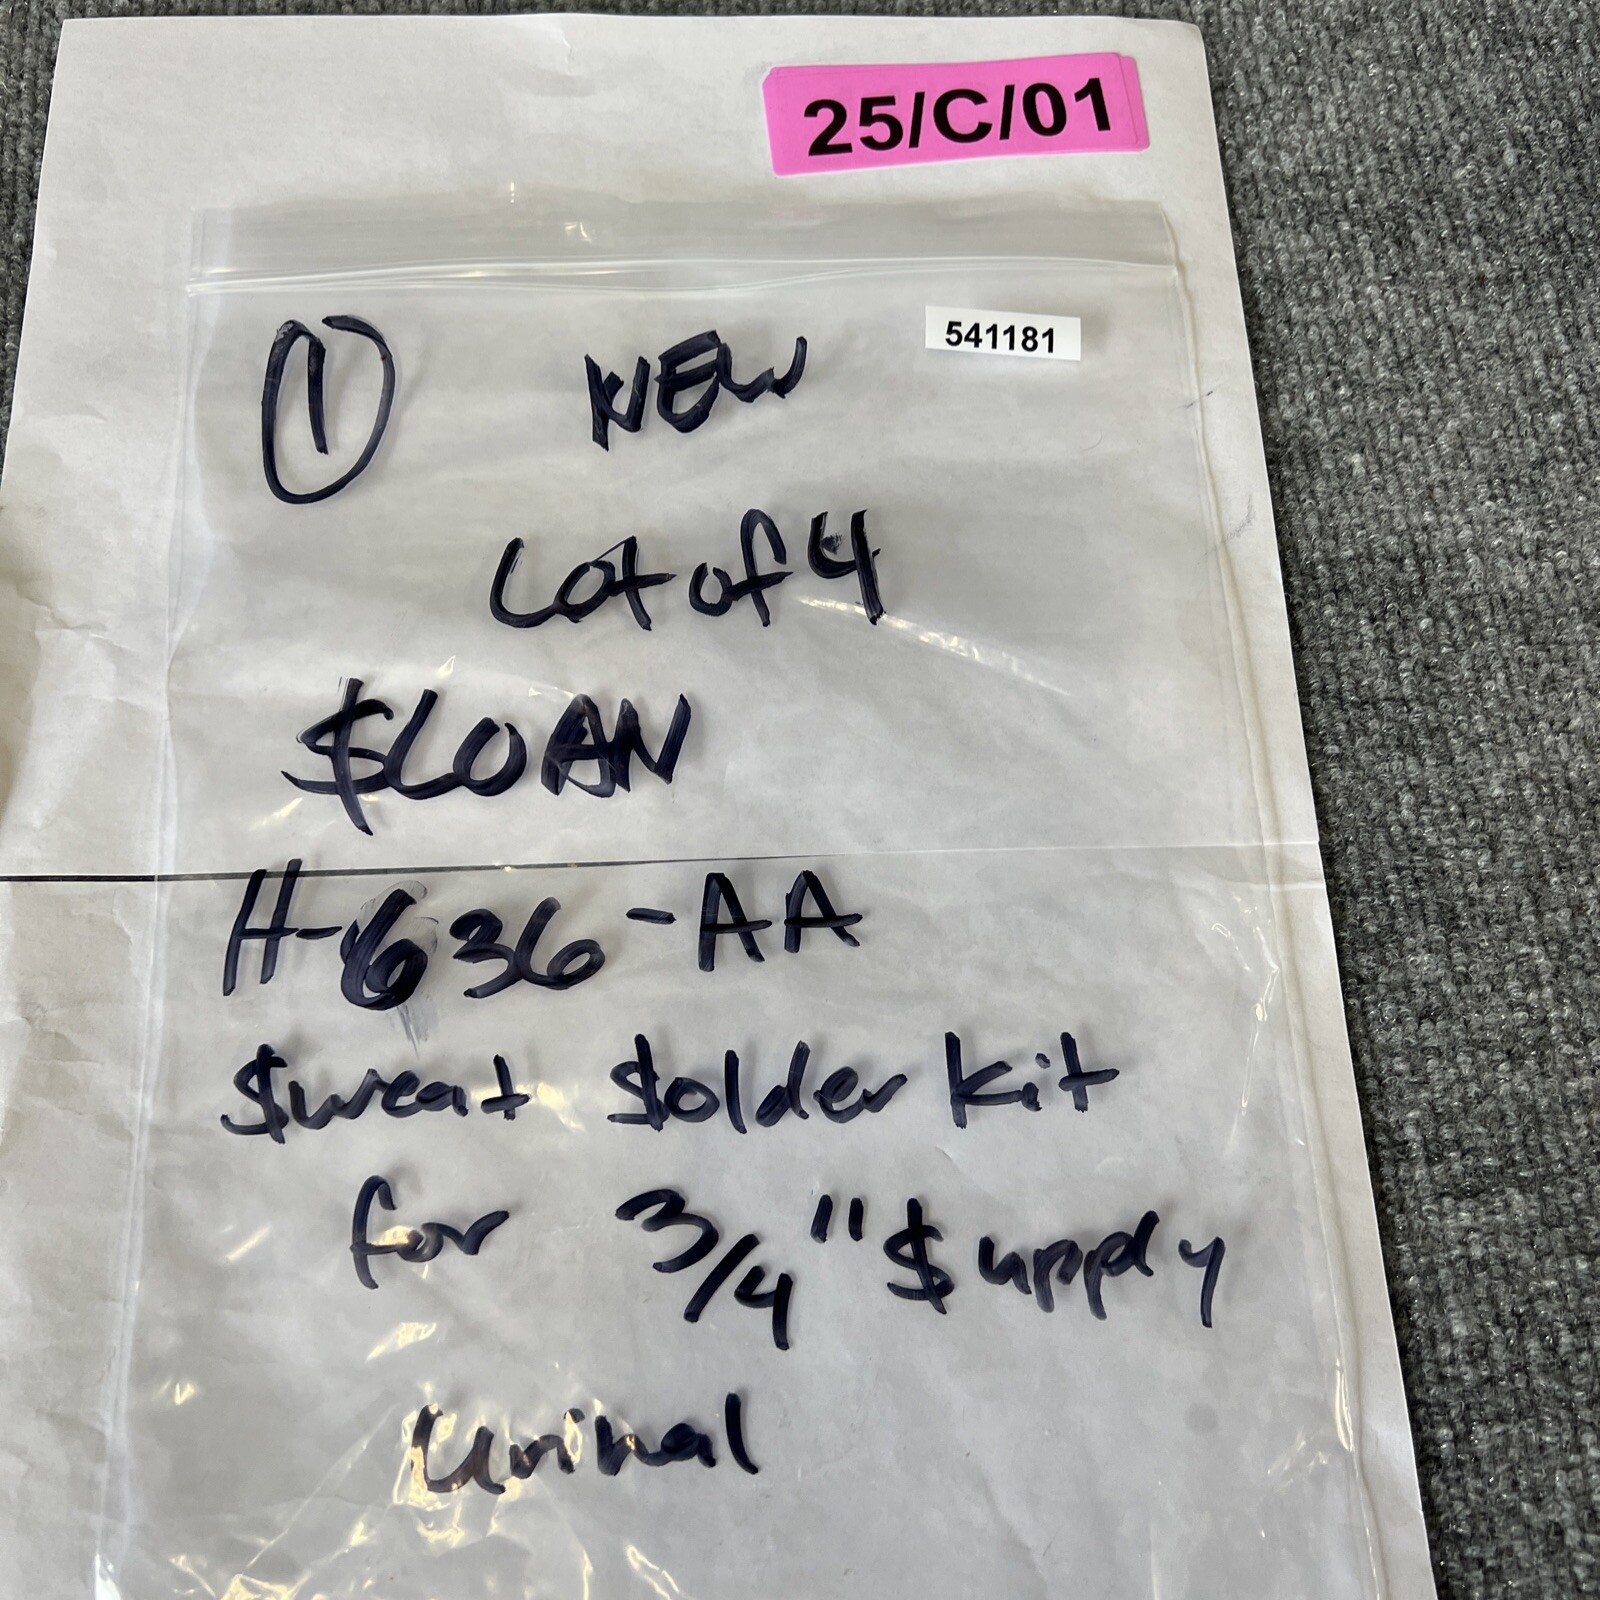 25/C/01
541181
① NEW
Lot of 4
$LOAN
H-636-AA
$weat $older Kit
for 3/4" $upply
Urinal